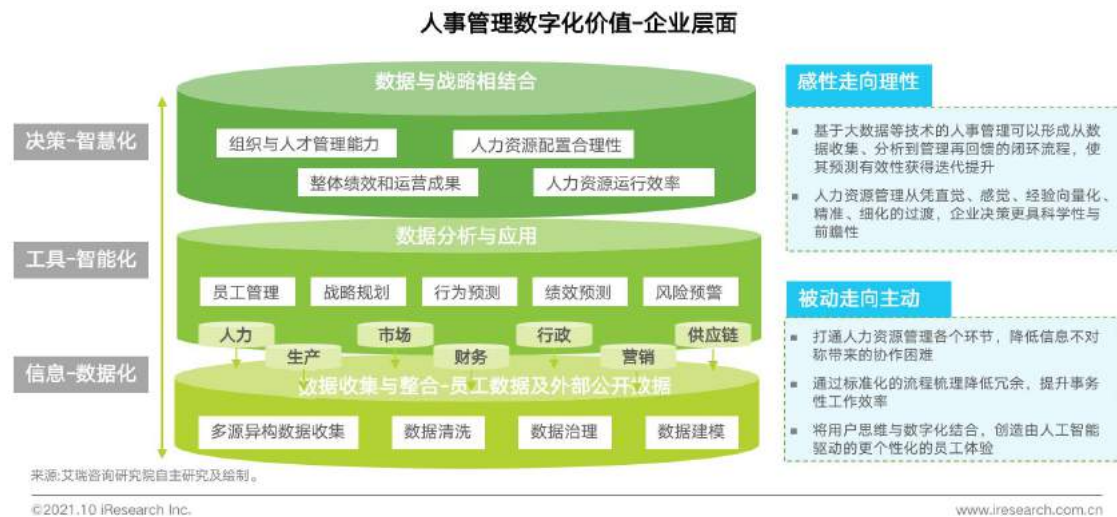 人事管理数字化价值-企业层面
决策-智慧化
工具-智能化
信息-数据化
数据与战略相结合
组织与人才管理能力
人力资源配置合理性
整体绩效和运营成果
人力资源运行效率
数据分析与应用
员工管理
战略规划
行为预测
绩效预测
风险预警
人力
市场
行政
供应链
生产
财务
营销
数据收集与整合-员工数据及外部公开数据
多源异构数据收集
数据清洗
数据治理
数据建模
感性走向理性
▪ 基于大数据等技术的人事管理可以形成从
数据收集、分析到管理再回馈的闭环流程，使
其预测有效性获得迭代提升
▪ 人力资源管理从凭直觉、感觉、经验向量化、
精准、细化的过渡，企业决策更具科学性与
前瞻性
被动走向主动
▪ 打通人力资源管理各个环节，降低信息不对
称带来的协作困难
▪ 通过标准化的流程梳理降低冗余，提升事务
性工作效率
▪ 将用户思维与数字化结合，创造由人工智能
驱动的更个性化的员工体验
来源:艾瑞咨询研究院自主研究及绘制。
©2021.10 iResearch Inc.
www.iresearch.com.cn